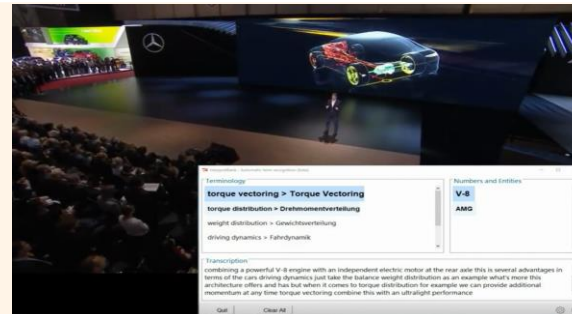 Terminology
Numbers and Entities
torque vectoring > Torque Vectoring
V-8
torque distribution > Drehmomentverteilung
AMG
weight distribution > Gewichtsverteilung
driving dynamics > Fahrdynamik
Transcription
combining a powerful V-8 engine with an independent electric motor at the rear axle this is several advantages in
terms of the cars driving dynamics just take the balance weight distribution as an example what's more this
architecture offers and has but when it comes to torque distribution for example we can provide additional
momentum at any time torque vectoring combine this with an ultralight performance
Quit
Clear All